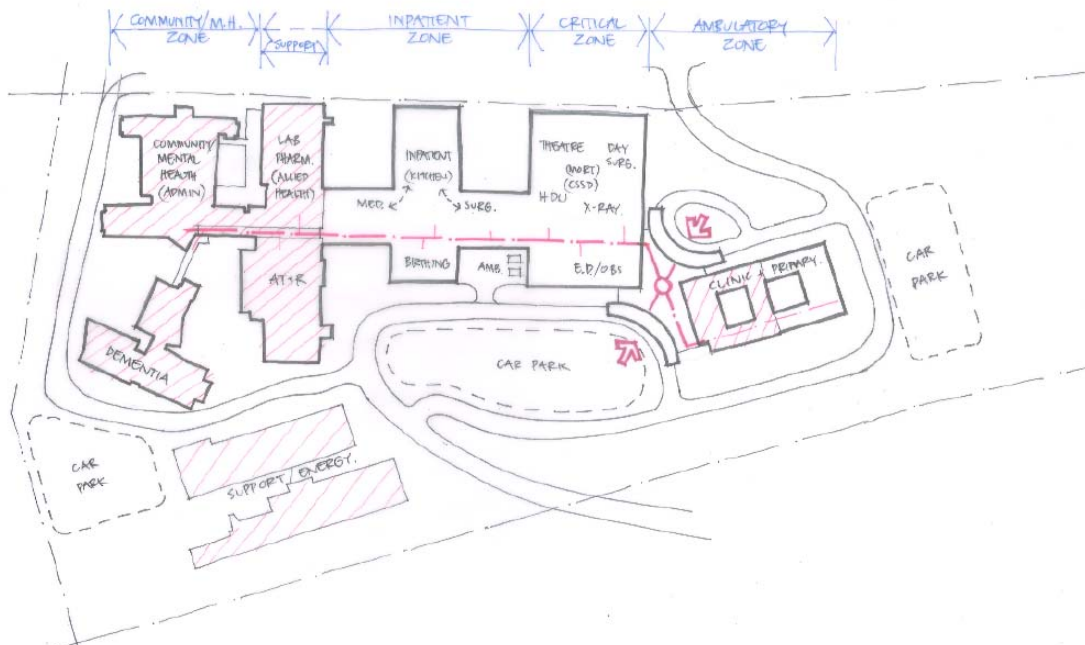 COMMUNITY/M.H.
ZONE
SUPPORT
INPATIENT
ZONE
CRITICAL
ZONE
AMBULATORY
ZONE
COMMUNITY
MENTAL
HEALTH
(ADMIN)
LAB
PHARM.
(ALLIED
HEALTH)
INPATIENT
(KITCHEN)
MED.
SURG.
THEATRE
DAY
SURG.
(MORT)
(CSSD)
HDU
X-RAY.
BIRTHING
AMB.
E.D./OBS
CLINIC + PRIMARY.
CAR
PARK
AT+R
DEMENTIA
CAR PARK
CAR
PARK
SUPPORT/ENERGY.